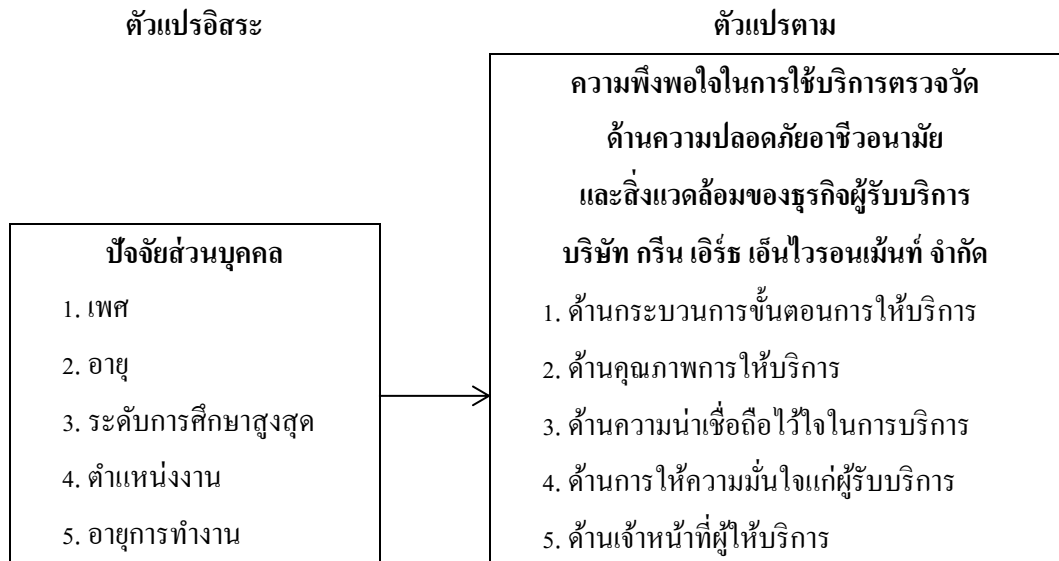 ตัวแปรอิสระ
ตัวแปรตาม
ปัจจัยส่วนบุคคล
1. เพศ
2. อายุ
3. ระดับการศึกษาสูงสุด
4. ตำแหน่งงาน
5. อายุการทำงาน
ความพึงพอใจในการใช้บริการตรวจวัด
ด้านความปลอดภัยอาชีวอนามัย
และสิ่งแวดล้อมของธุรกิจผู้รับบริการ
บริษัท กรีน เอิร์ธ เอ็นไวรอนเม้นท์ จำกัด
1. ด้านกระบวนการขั้นตอนการให้บริการ
2. ด้านคุณภาพการให้บริการ
3. ด้านความน่าเชื่อถือไว้ใจในการบริการ
4. ด้านการให้ความมั่นใจแก่ผู้รับบริการ
5. ด้านเจ้าหน้าที่ผู้ให้บริการ